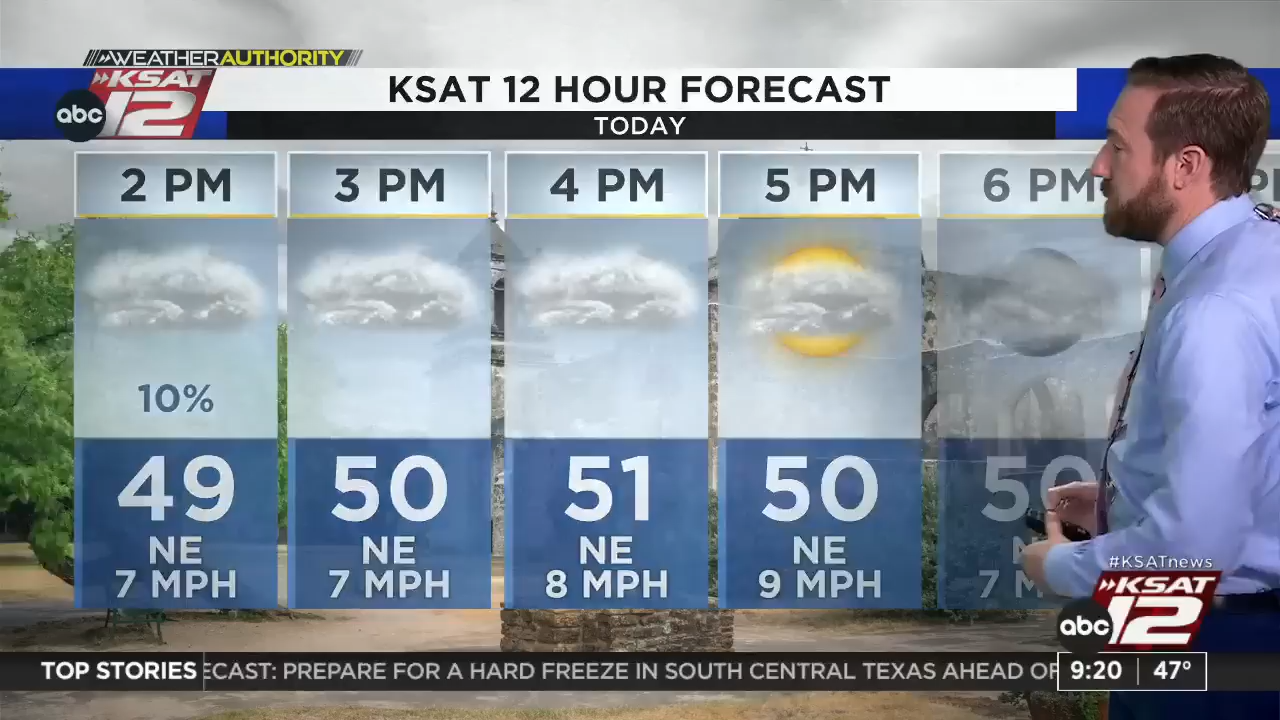 WEATHERAUTHORITY
KSAT
abc 12
KSAT 12 HOUR FORECAST
TODAY
2 PM
3 PM
4 PM
5 PM
6 PM
10%
49
50
51
50
50
NE
NE
NE
NE
7 MPH
7 MPH
8 MPH
9 MPH
7 M
#KSATnews
KSAT
abc 12
TOP STORIES
ECAST: PREPARE FOR A HARD FREEZE IN SOUTH CENTRAL TEXAS AHEAD OF
9:20
47°